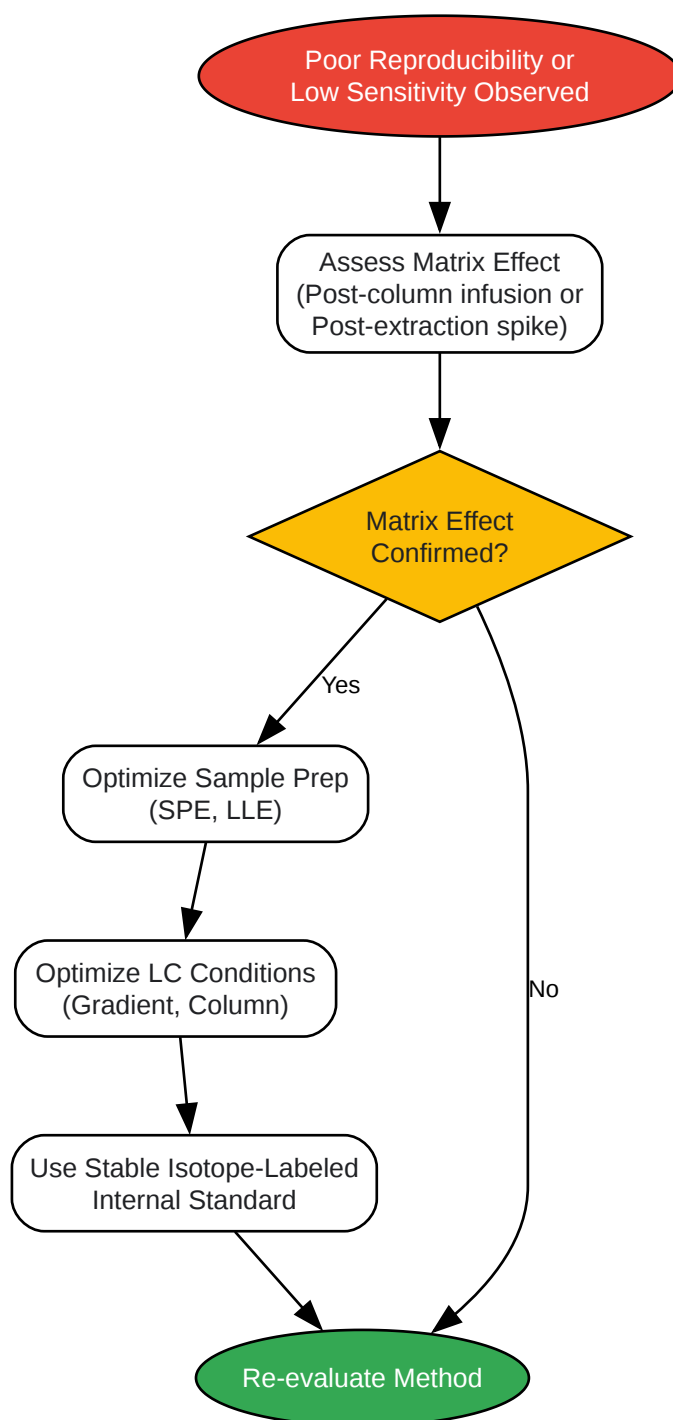 Poor Reproducibility or
Low Sensitivity Observed
Assess Matrix Effect
(Post-column infusion or
Post-extraction spike)
Matrix Effect
Confirmed?
Yes
Optimize Sample Prep
(SPE, LLE)
Optimize LC Conditions
(Gradient, Column)
No
Use Stable Isotope-Labeled
Internal Standard
Re-evaluate Method